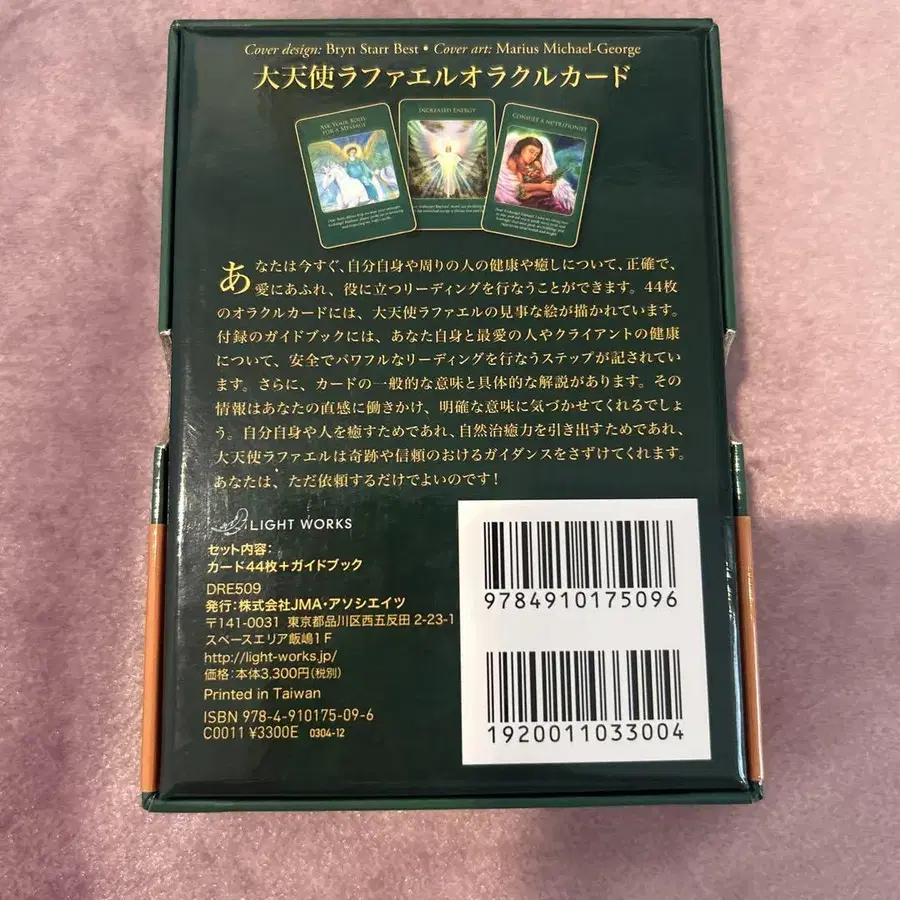 Cover design: Bryn Starr Best • Cover art: Marius Michael-George
大天使ラファエルオラクルカード
ASK YOUR BODY
FOR A MESSAGE
INCREASED ENERGY
CONSULT A NUTRITIONIST
あなたは今すぐ、自分自身や周りの人の健康や癒しについて、正確で、
愛にあふれ、役に立つリーディングを行なうことができます。44枚
のオラクルカードには、大天使ラファエルの見事な絵が描かれています。
付録のガイドブックには、あなた自身と最愛の人やクライアントの健康
について、安全でパワフルなリーディングを行なうステップが記されていま
す。さらに、カードの一般的な意味と具体的な解説があります。その
情報はあなたの直感に働きかけ、明確な意味に気づかせてくれるでしょ
う。自分自身や人を癒すためであれ、自然治癒力を引き出すためであれ、
大天使ラファエルは奇跡や信頼のおけるガイダンスをさずけてくれます。
あなたは、ただ依頼するだけでよいのです!
LIGHT WORKS
セット内容:
カード44枚+ガイドブック
DRE509
発行:株式会社JMA・アソシエイツ
〒141-0031 東京都品川区西五反田 2-23-1
スペースエリア飯嶋1F
http://light-works.jp/
価格:本体3,300円(税別)
Printed in Taiwan
ISBN 978-4-910175-09-6
C0011 ¥3300E 0304-12
9784910175096
1920011033004